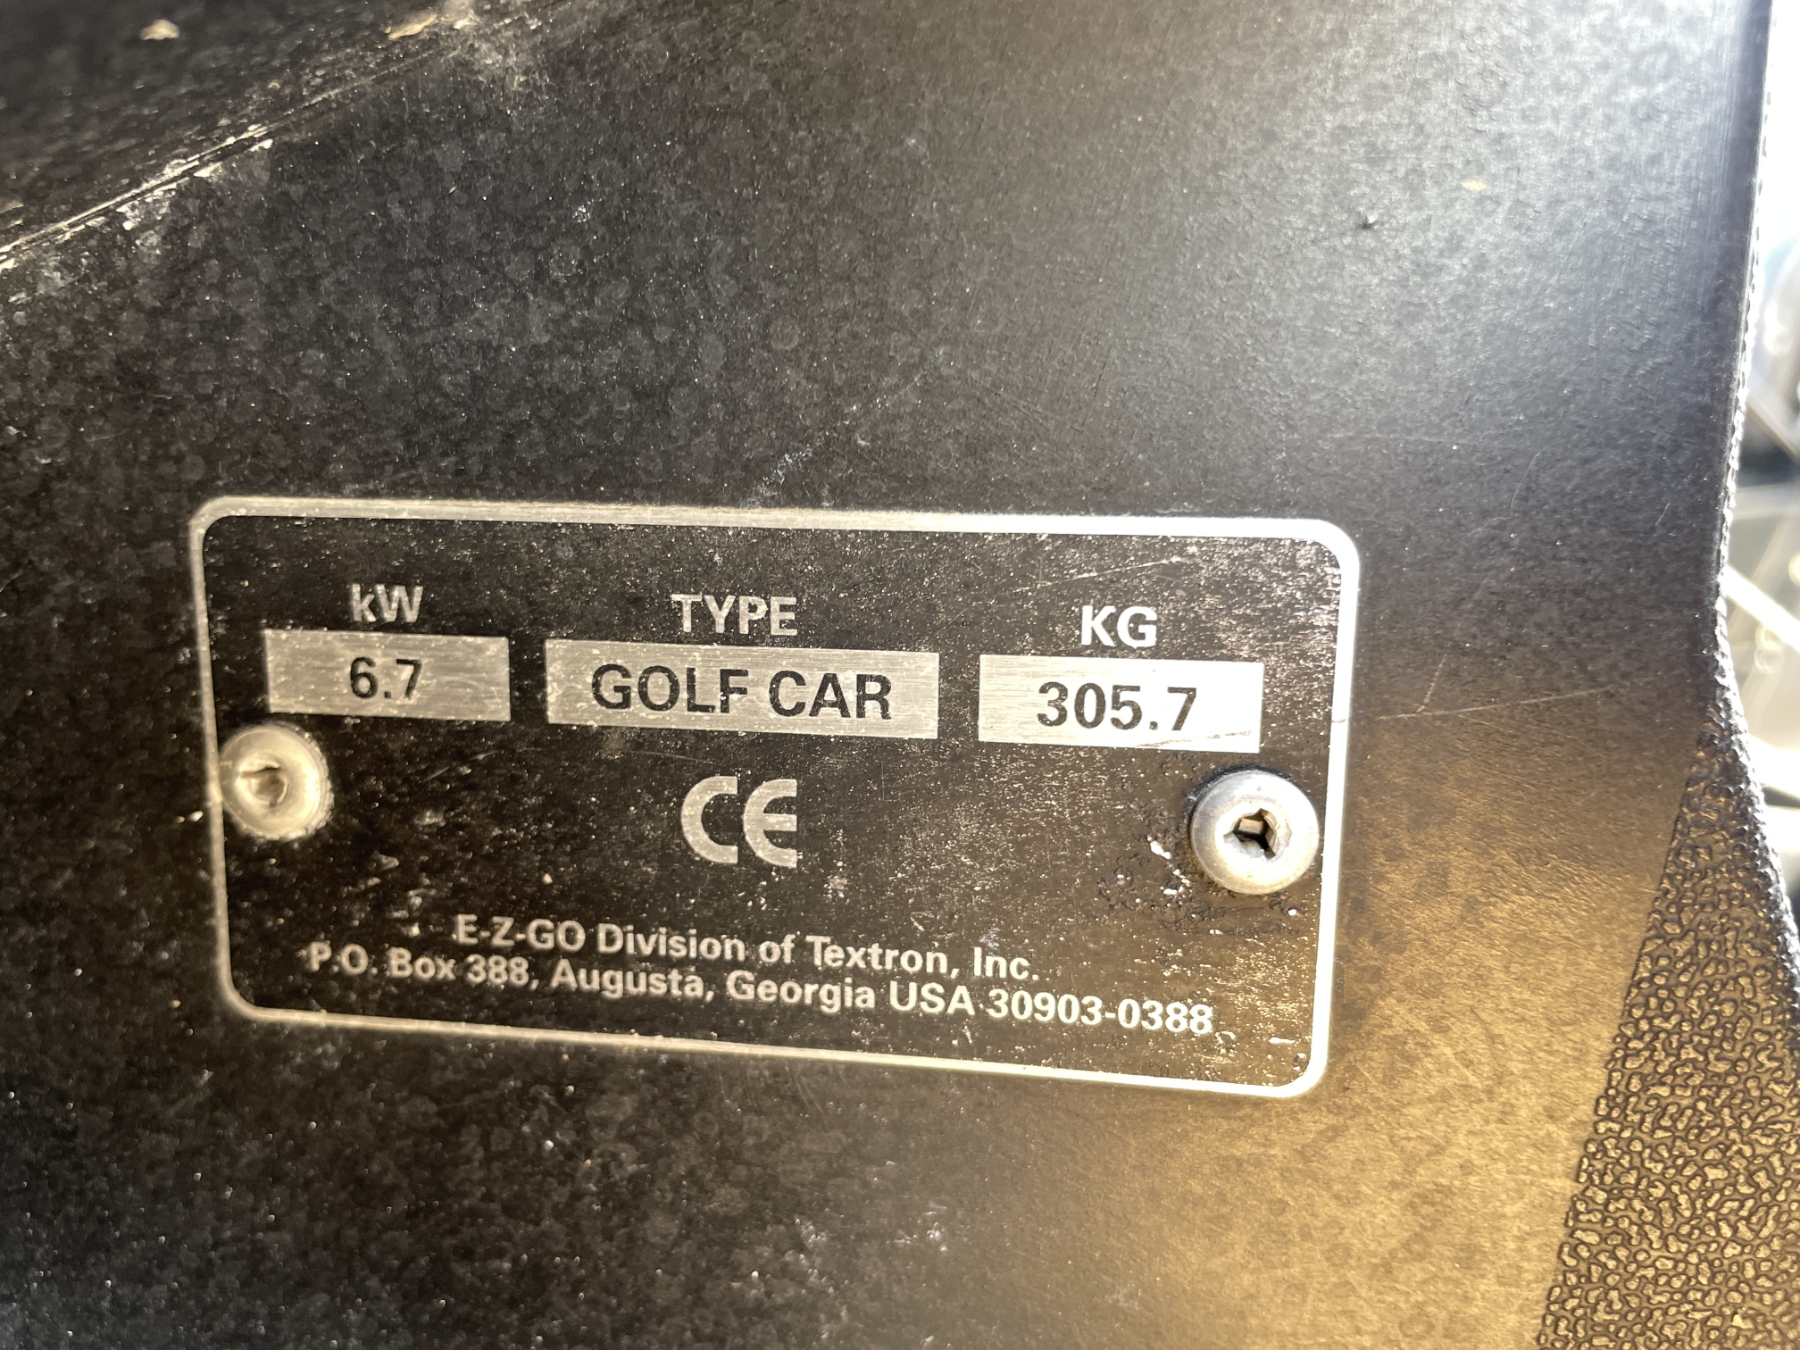 kW TYPE KG
6.7 GOLF CAR 305.7
CE
E-Z-GO Division of Textron, Inc.
P.O. Box 388, Augusta, Georgia USA 30903-0388